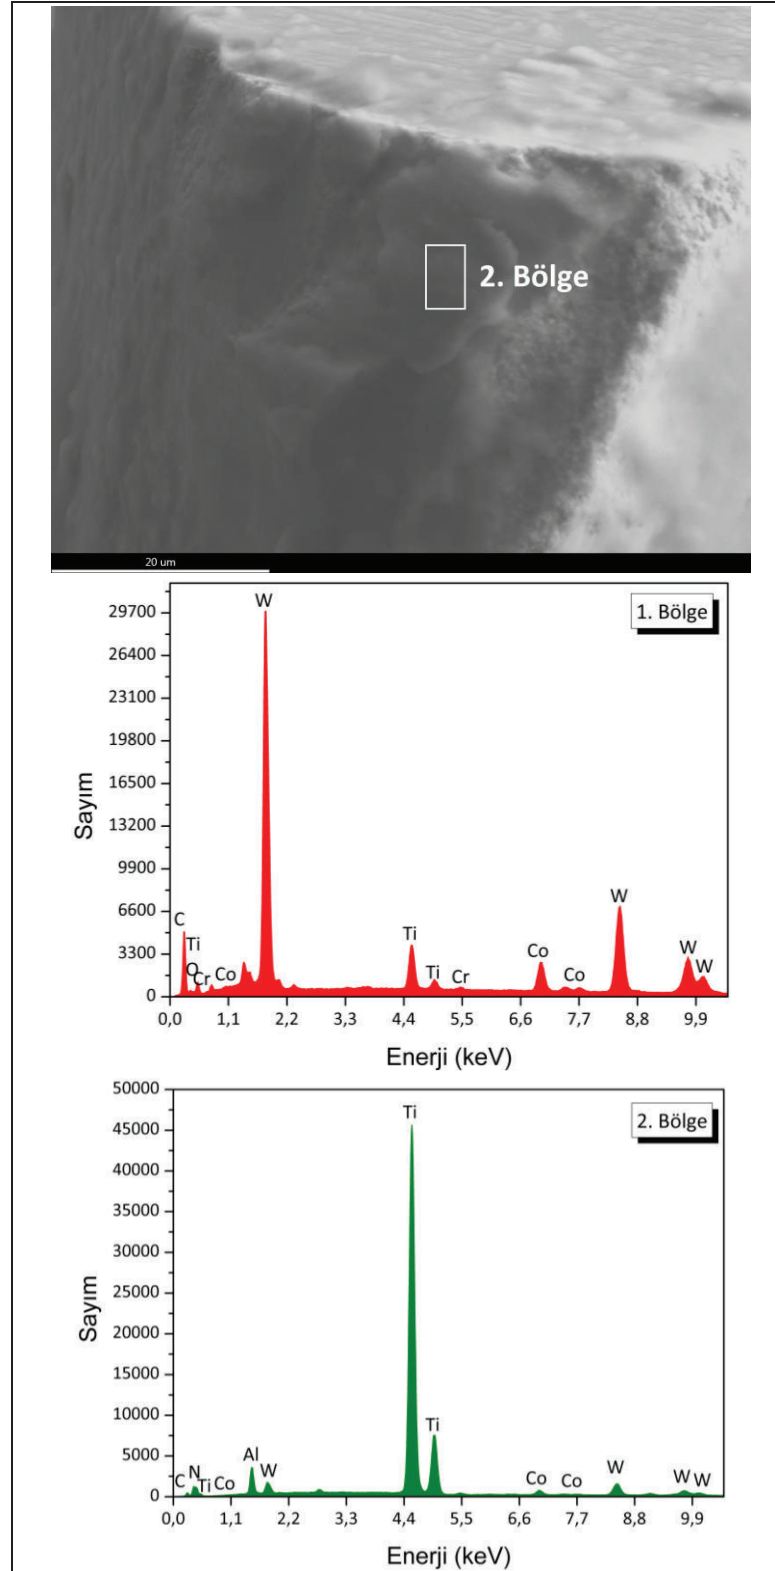 2. Bölge
20 um
1. Bölge
Sayım
29700
26400
23100
19800
16500
13200
9900
6600
3300
0
W
C
Ti
O
Cr
Co
Ti
Ti
Cr
Co
Co
W
W
W
0,0 1,1 2,2 3,3 4,4 5,5 6,6 7,7 8,8 9,9
Enerji (keV)
2. Bölge
Sayım
50000
45000
40000
35000
30000
25000
20000
15000
10000
5000
0
Ti
Ti
C
N
Ti
Co
Al
W
Co
Co
W
W
W
0,0 1,1 2,2 3,3 4,4 5,5 6,6 7,7 8,8 9,9
Enerji (keV)